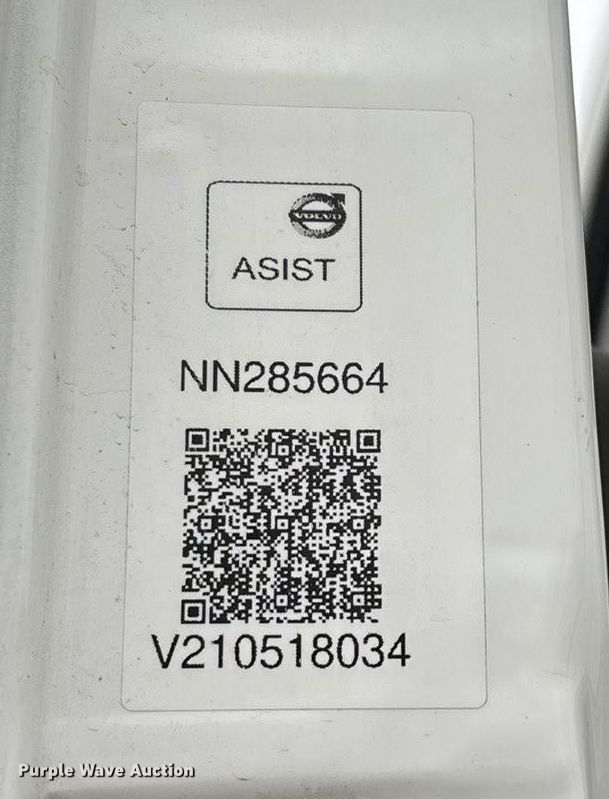 VOLVO
ASIST
NN285664
V210518034
Purple Wave Auction